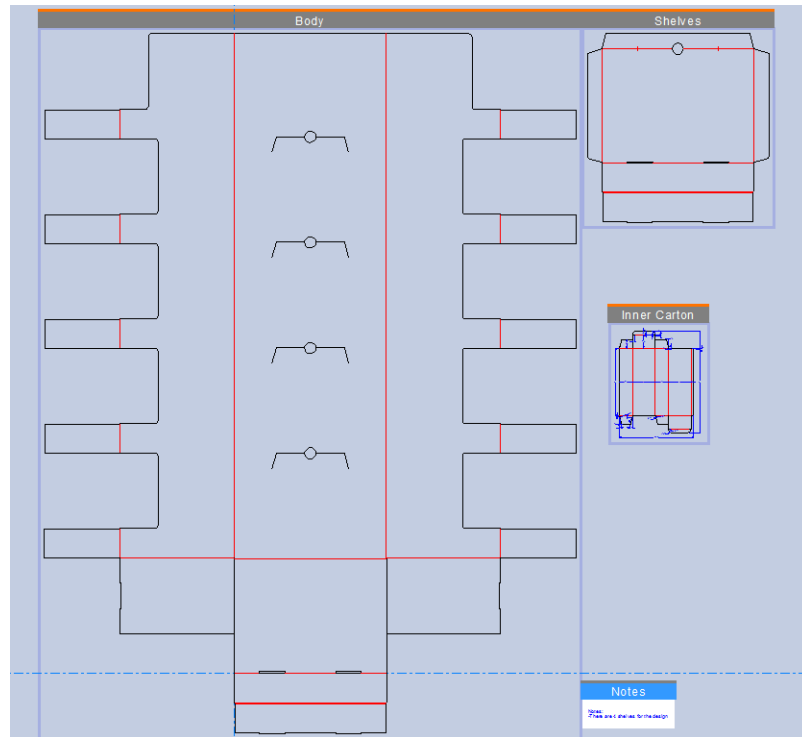 Body
Shelves
Inner Carton
Notes
Notes:
-There are 4 shelves for the design